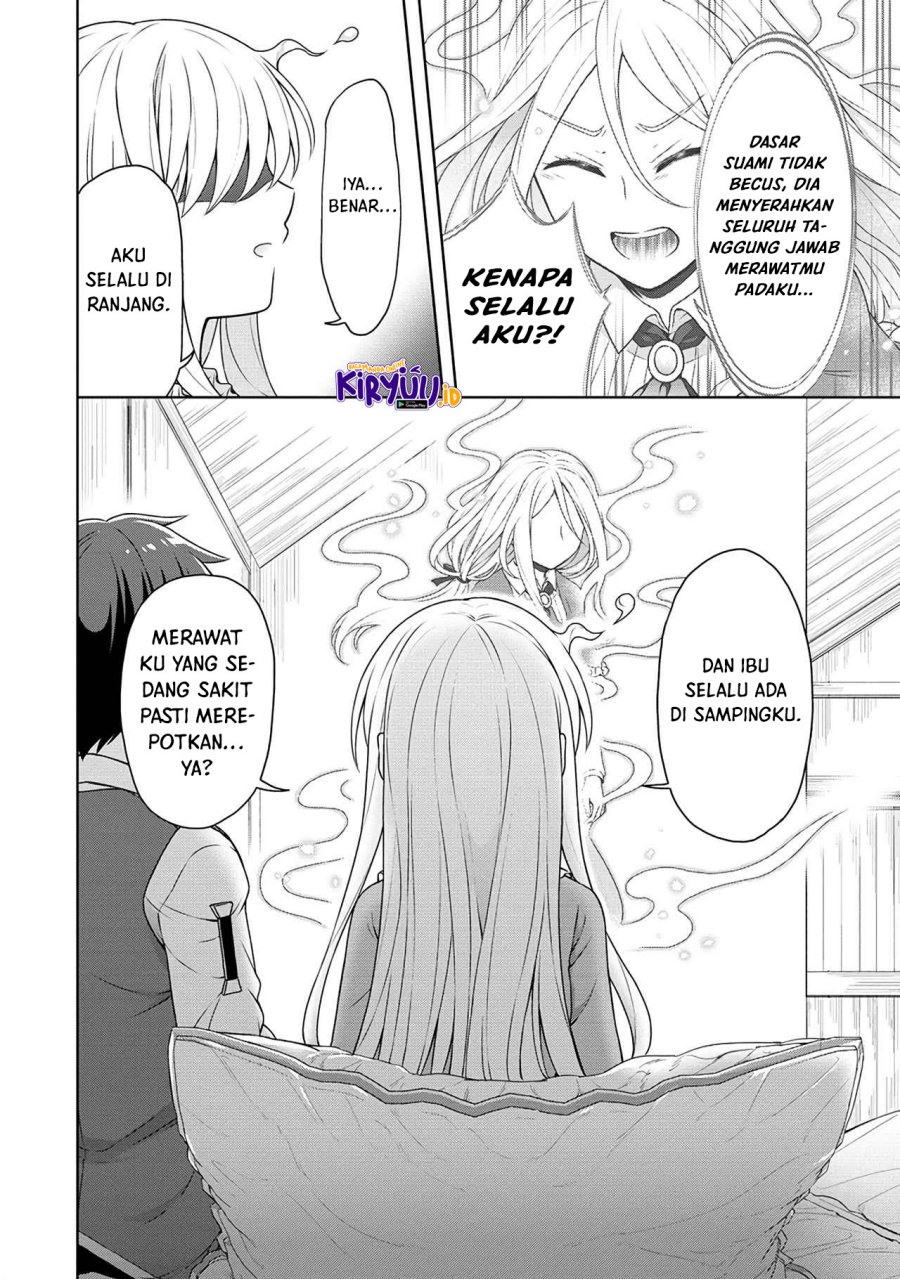 DASAR
SUAMI TIDAK
BECUS, DIA
MENYERAHKAN
SELURUH TA-
NGGUNG JAWAB
MERAWATMU
PADAKU...
KENAPA
SELALU
AKU?!
IYA...
BENAR...
AKU
SELALU DI
RANJANG.
KIRYUU.ID
Google Play
DAN IBU
SELALU ADA
DI SAMPINGKU.
MERAWAT
KU YANG SE-
DANG SAKIT
PASTI MERE-
POTKAN...
YA?